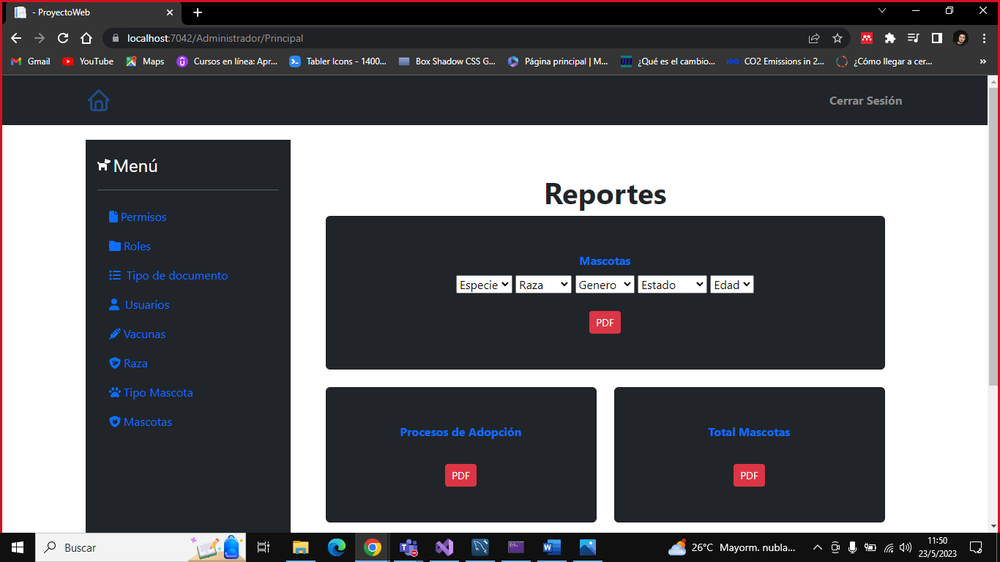 - ProyectoWeb
localhost:7042/Administrador/Principal
Gmail
YouTube
Maps
Cursos en línea: Apr...
Tabler Icons - 1400...
Box Shadow CSS G...
Página principal | M...
¿Qué es el cambio...
CO2 Emissions in 2...
¿Cómo llegar a cer...
»
Cerrar Sesión
Menú
Permisos
Roles
Tipo de documento
Usuarios
Vacunas
Raza
Tipo Mascota
Mascotas
Reportes
Mascotas
Especie Raza Genero Estado Edad
PDF
Procesos de Adopción
PDF
Total Mascotas
PDF
Buscar
26°C Mayorm. nubla...
11:50
23/5/2023